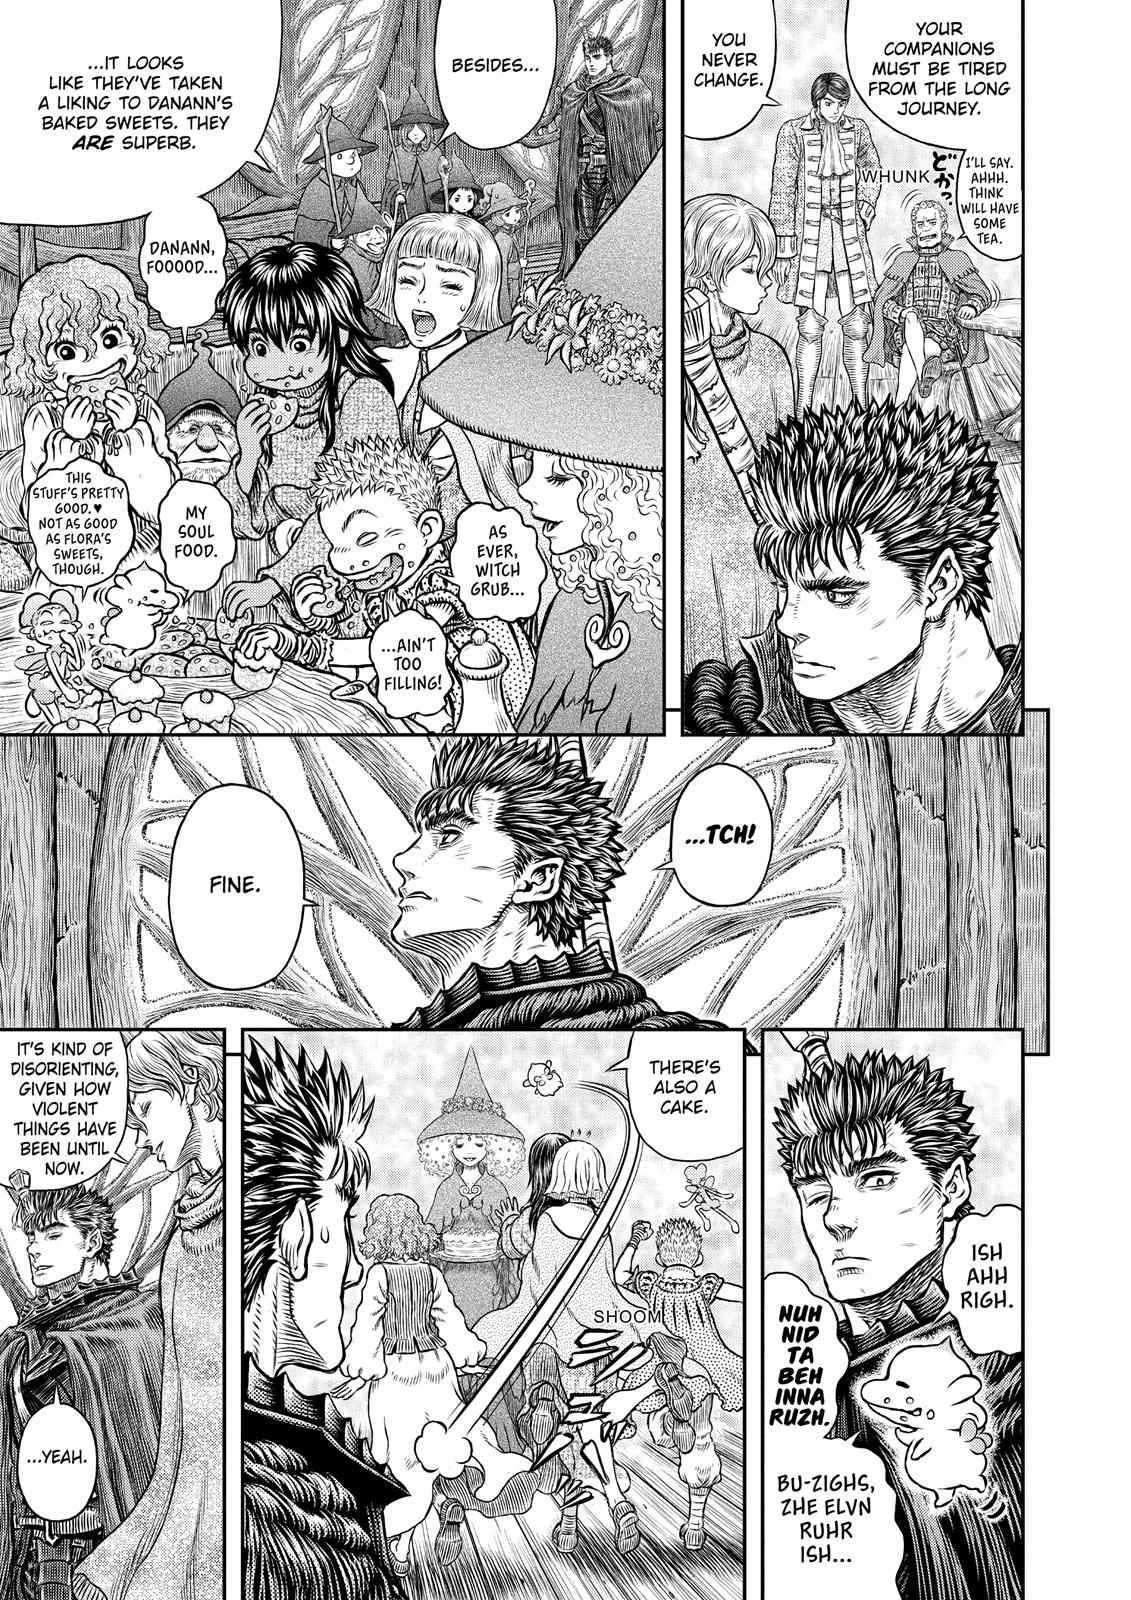 YOUR
COMPANIONS
MUST BE TIRED
FROM THE LONG
JOURNEY.
YOU
NEVER
CHANGE.
I'LL SAY.
AHHH.
THINK
WILL HAVE
SOME
TEA.
WHUNK
どかっ
BESIDES...
...IT LOOKS
LIKE THEY'VE TAKEN
A LIKING TO DANANN'S
BAKED SWEETS. THEY
ARE SUPERB.
DANANN,
FOOOOD...
THIS
STUFF'S PRETTY
GOOD.♥
NOT AS GOOD
AS FLORA'S
SWEETS,
THOUGH.
MY
SOUL
FOOD.
AS
EVER,
WITCH
GRUB...
...AIN'T
TOO
FILLING!
...TCH!
FINE.
ISH
AHH
RIGH.
NUH
NID
TA
BEH
INNA
RUZH.
BU-ZIGHS,
ZHE ELVN
RUHR
ISH...
THERE'S
ALSO A
CAKE.
SHOOM
IT'S KIND OF
DISORIENTING,
GIVEN HOW
VIOLENT
THINGS HAVE
BEEN UNTIL
NOW.
...YEAH.